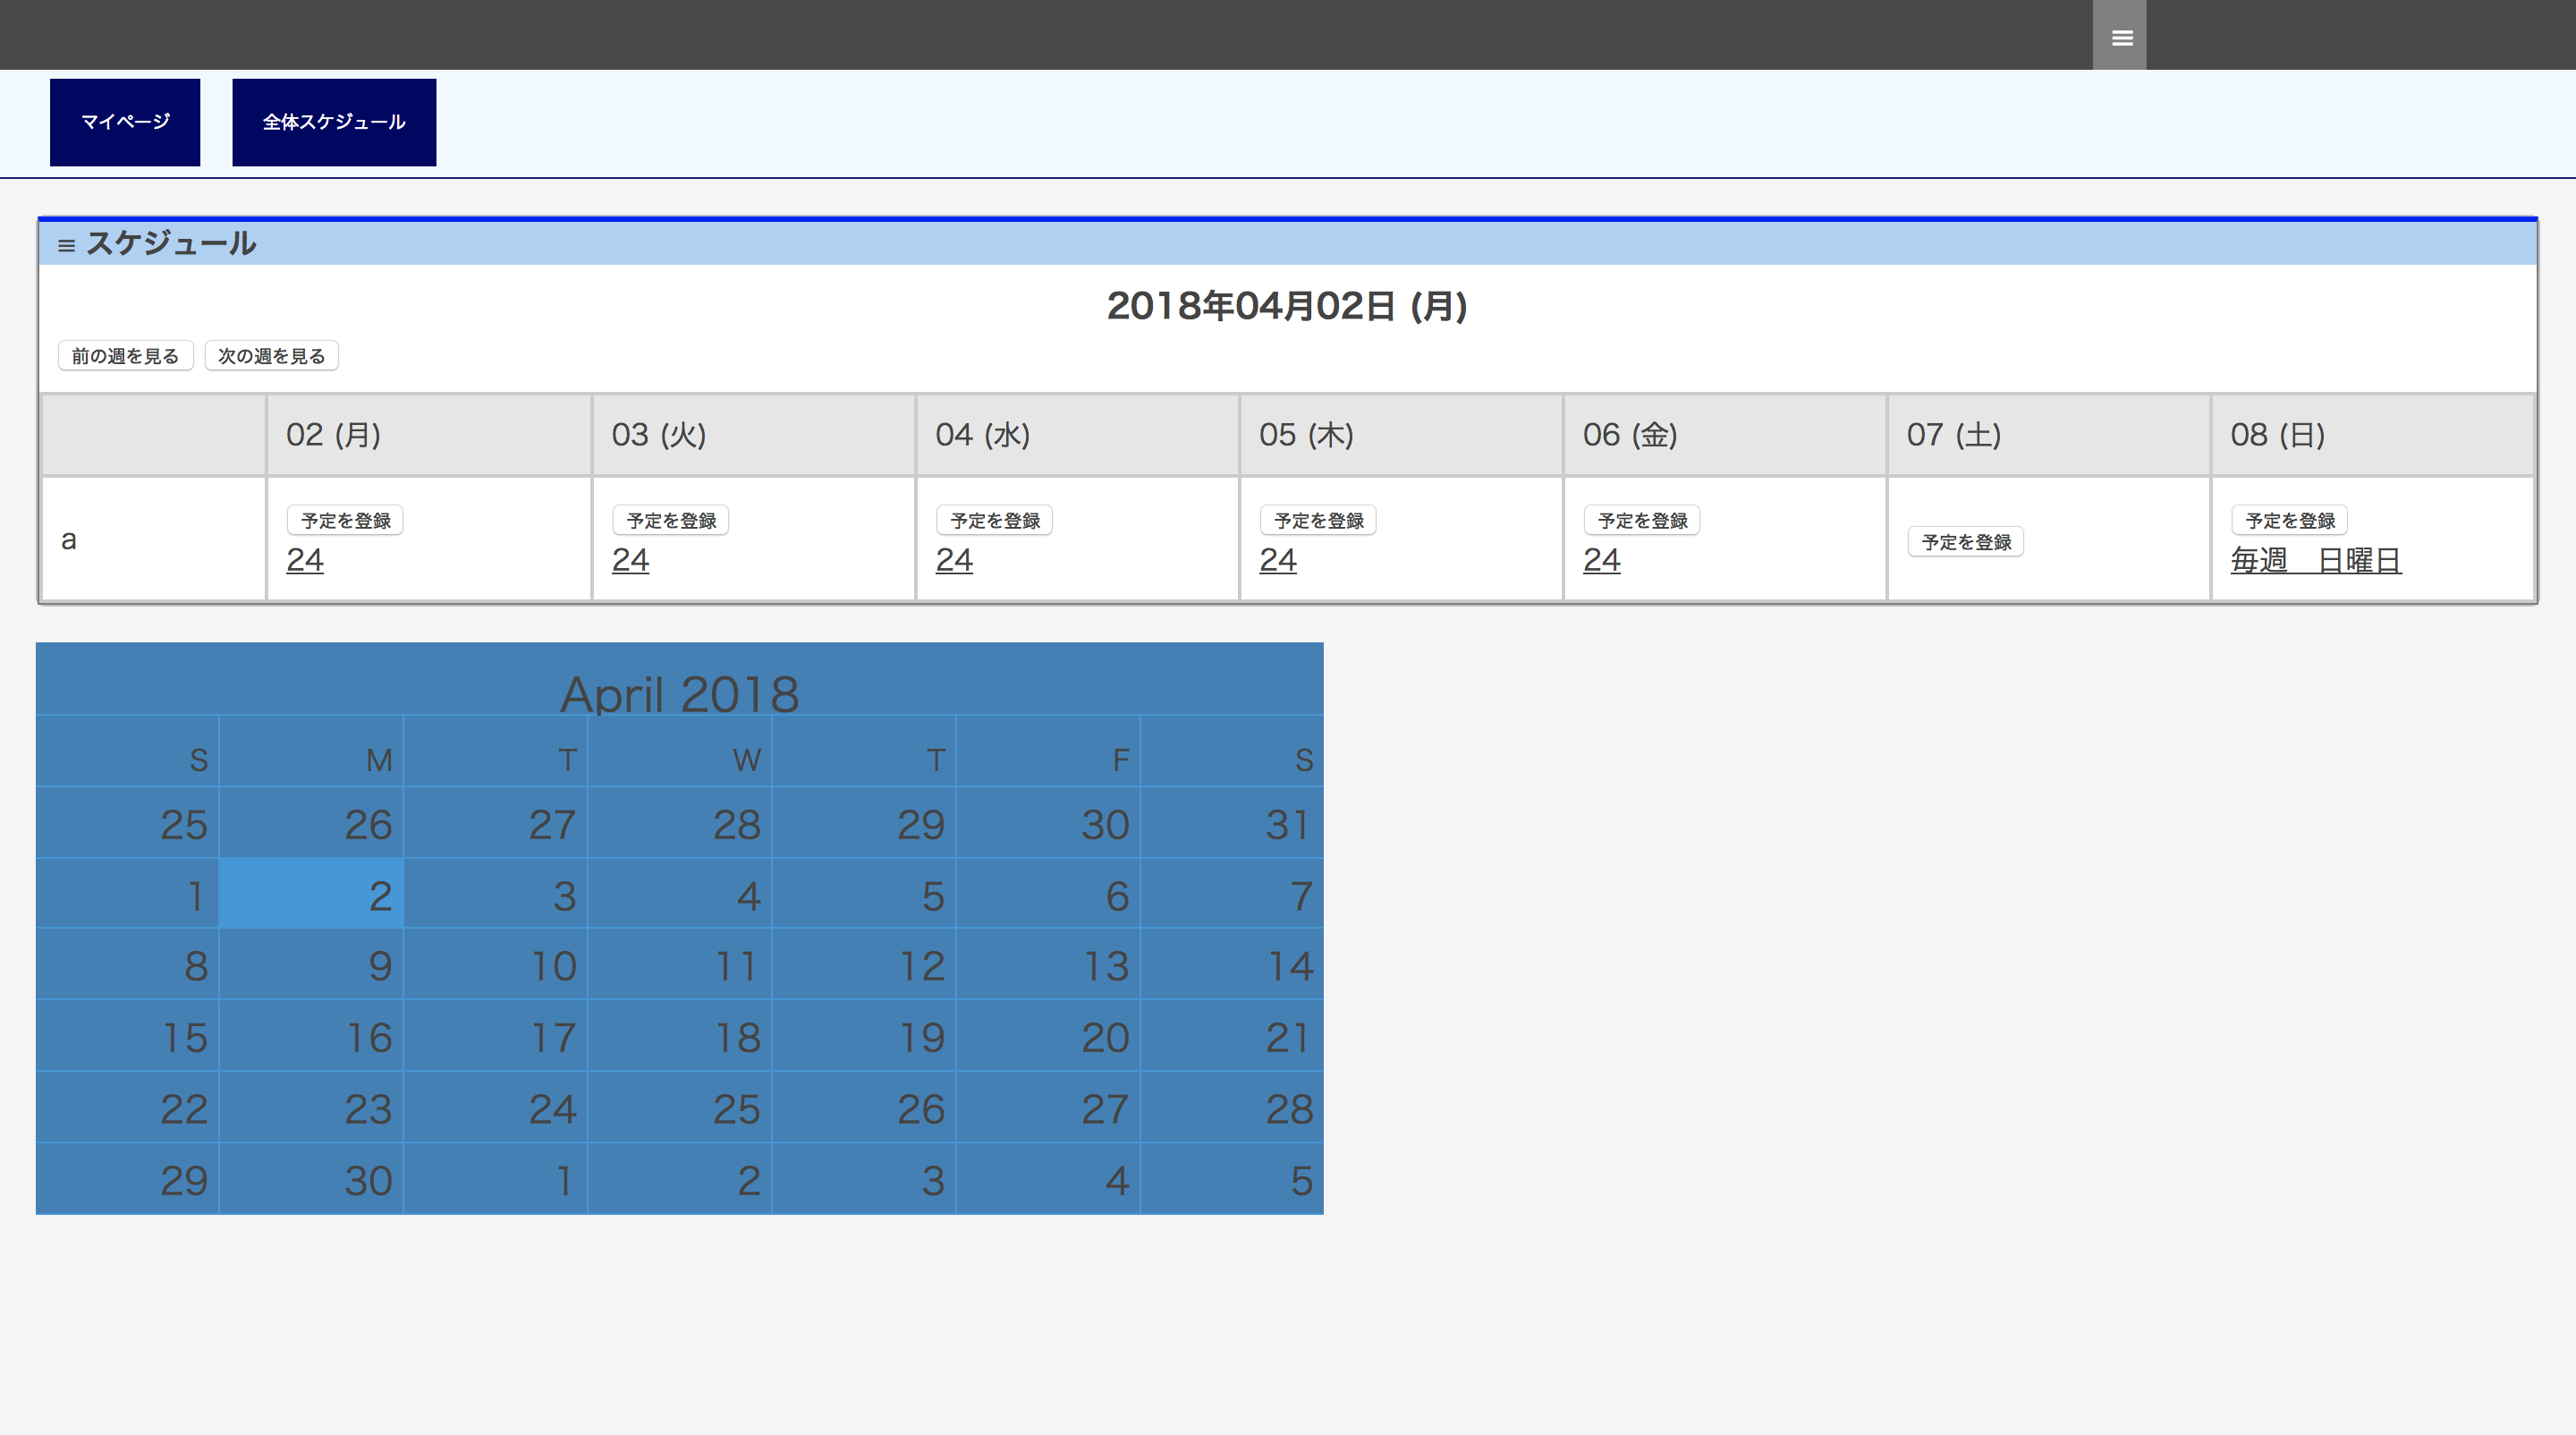 ≡
マイページ 全体スケジュール
≡ スケジュール
2018年04月02日 (月)
前の週を見る 次の週を見る
02 (月) 03 (火) 04 (水) 05 (木) 06 (金) 07 (土) 08 (日)
a 予定を登録 予定を登録 予定を登録 予定を登録 予定を登録 予定を登録 予定を登録
24 24 24 24 24 毎週　日曜日
April 2018
S M T W T F S
25 26 27 28 29 30 31
1 2 3 4 5 6 7
8 9 10 11 12 13 14
15 16 17 18 19 20 21
22 23 24 25 26 27 28
29 30 1 2 3 4 5